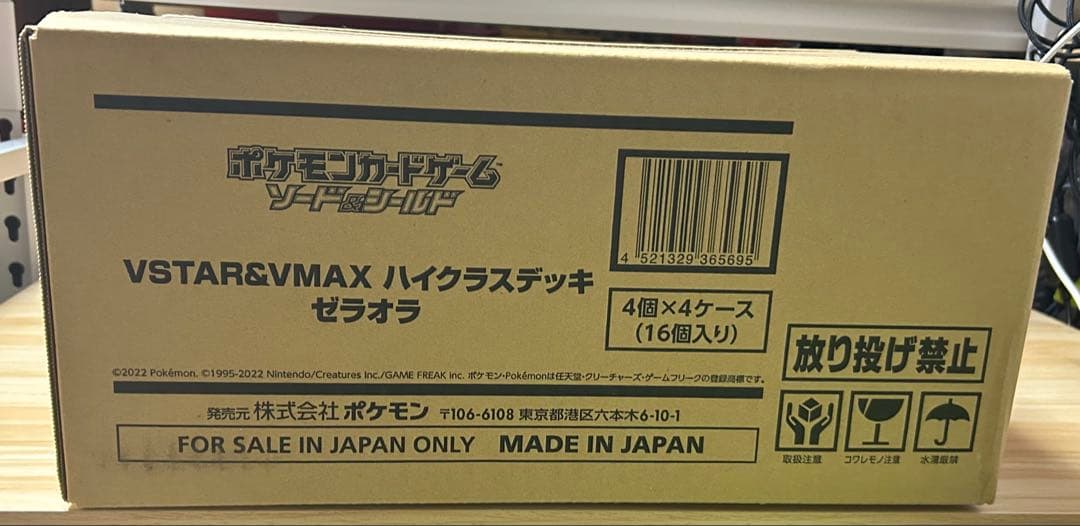 ポケモンカードゲーム
ソード&シールド
VSTAR&VMAX ハイクラスデッキ
ゼラオラ
4 521329 365695
4個×4ケース
(16個入り)
©2022 Pokémon. ©1995-2022 Nintendo/Creatures Inc./GAME FREAK inc. ポケモン・Pokémonは任天堂・クリーチャーズ・ゲームフリークの登録商標です。
発売元 株式会社 ポケモン 〒106-6108 東京都港区六本木6-10-1
FOR SALE IN JAPAN ONLY MADE IN JAPAN
放り投げ禁止
取扱注意
コワレモノ注意
水濡厳禁